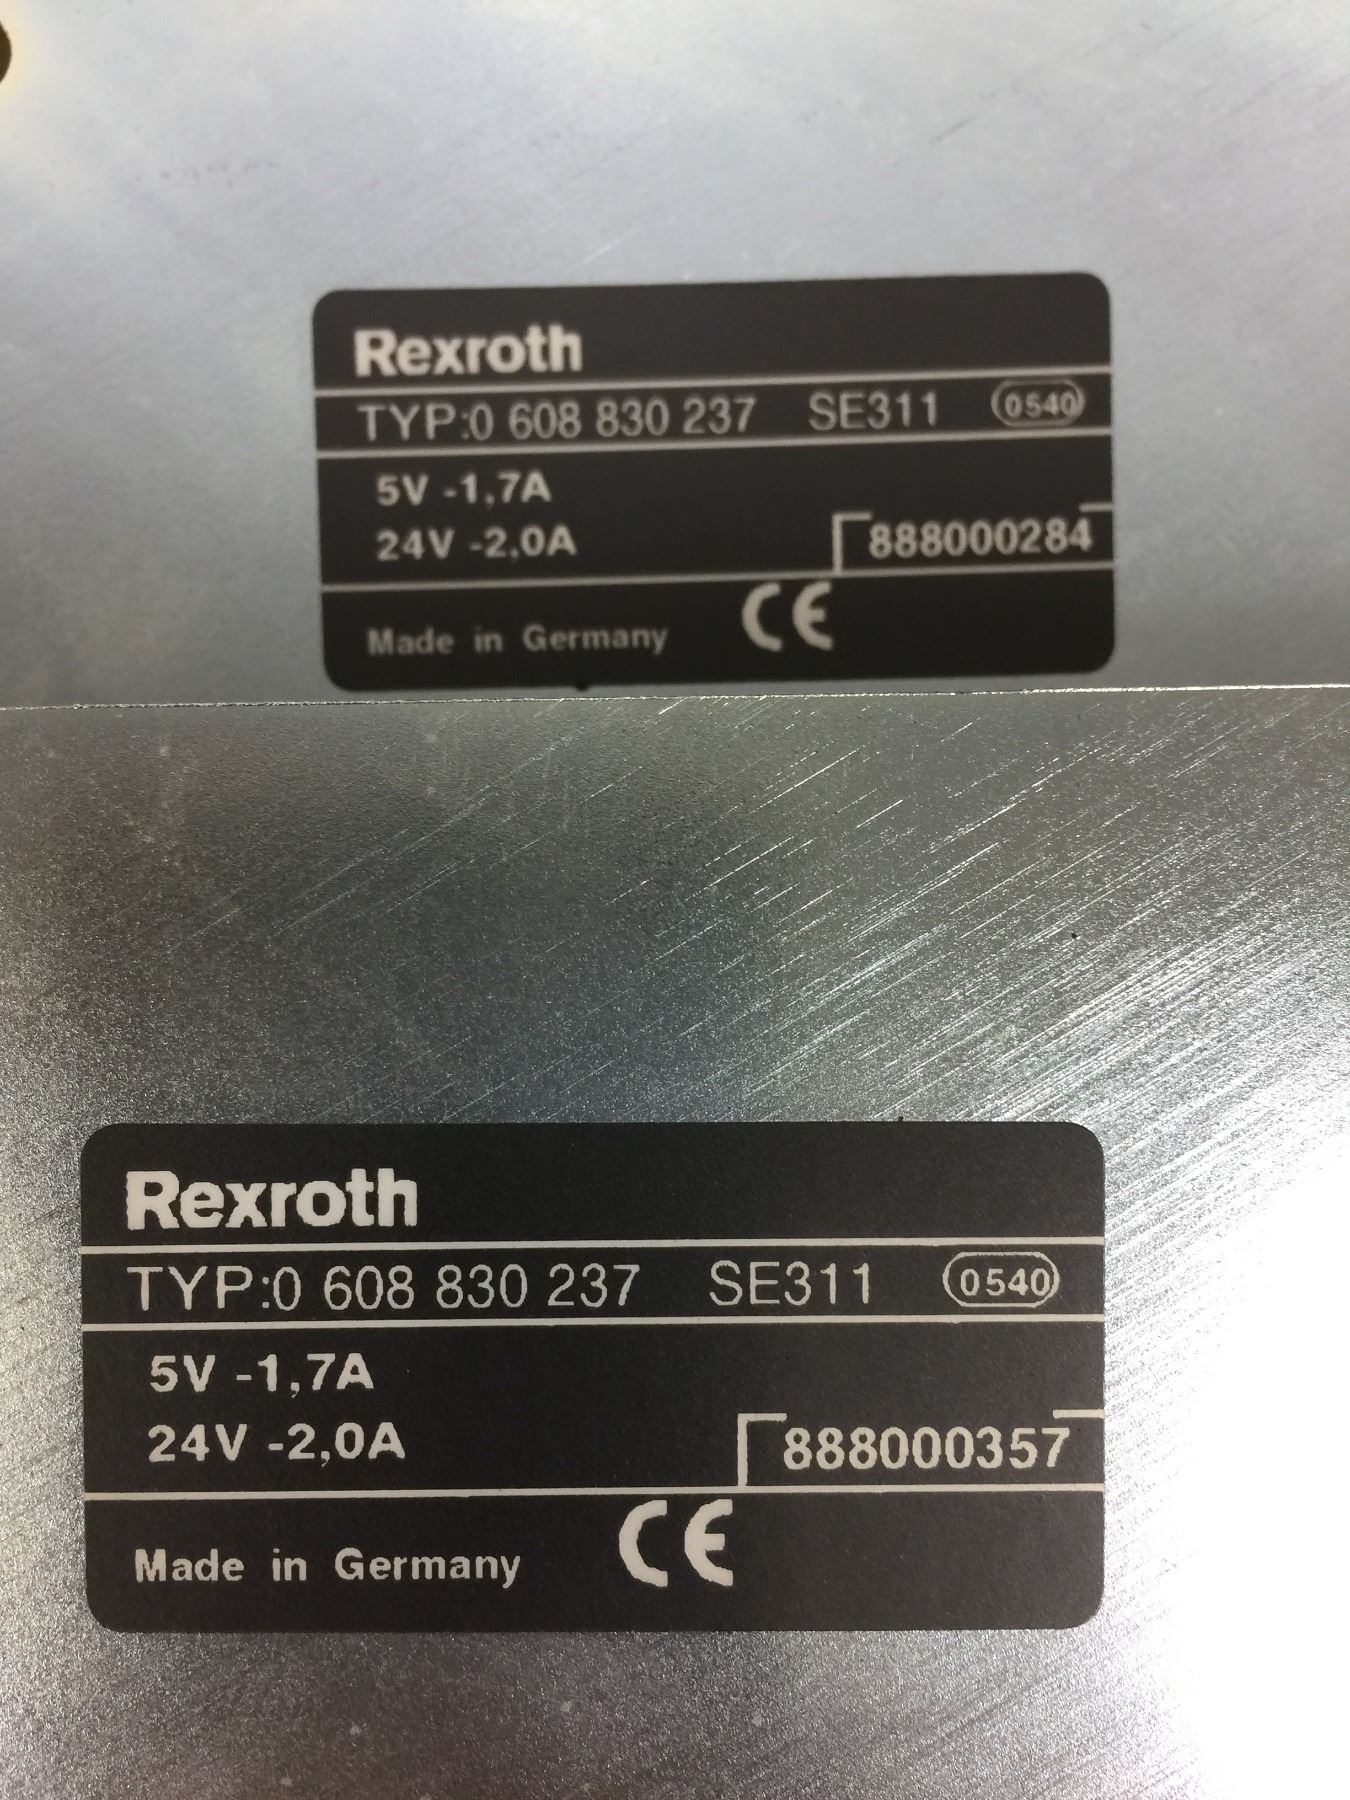 Rexroth
TYP:0 608 830 237 SE311 0540
5V -1,7A
24V -2,0A 888000284
Made in Germany CE
Rexroth
TYP:0 608 830 237 SE311 0540
5V -1,7A
24V -2,0A 888000357
Made in Germany CE